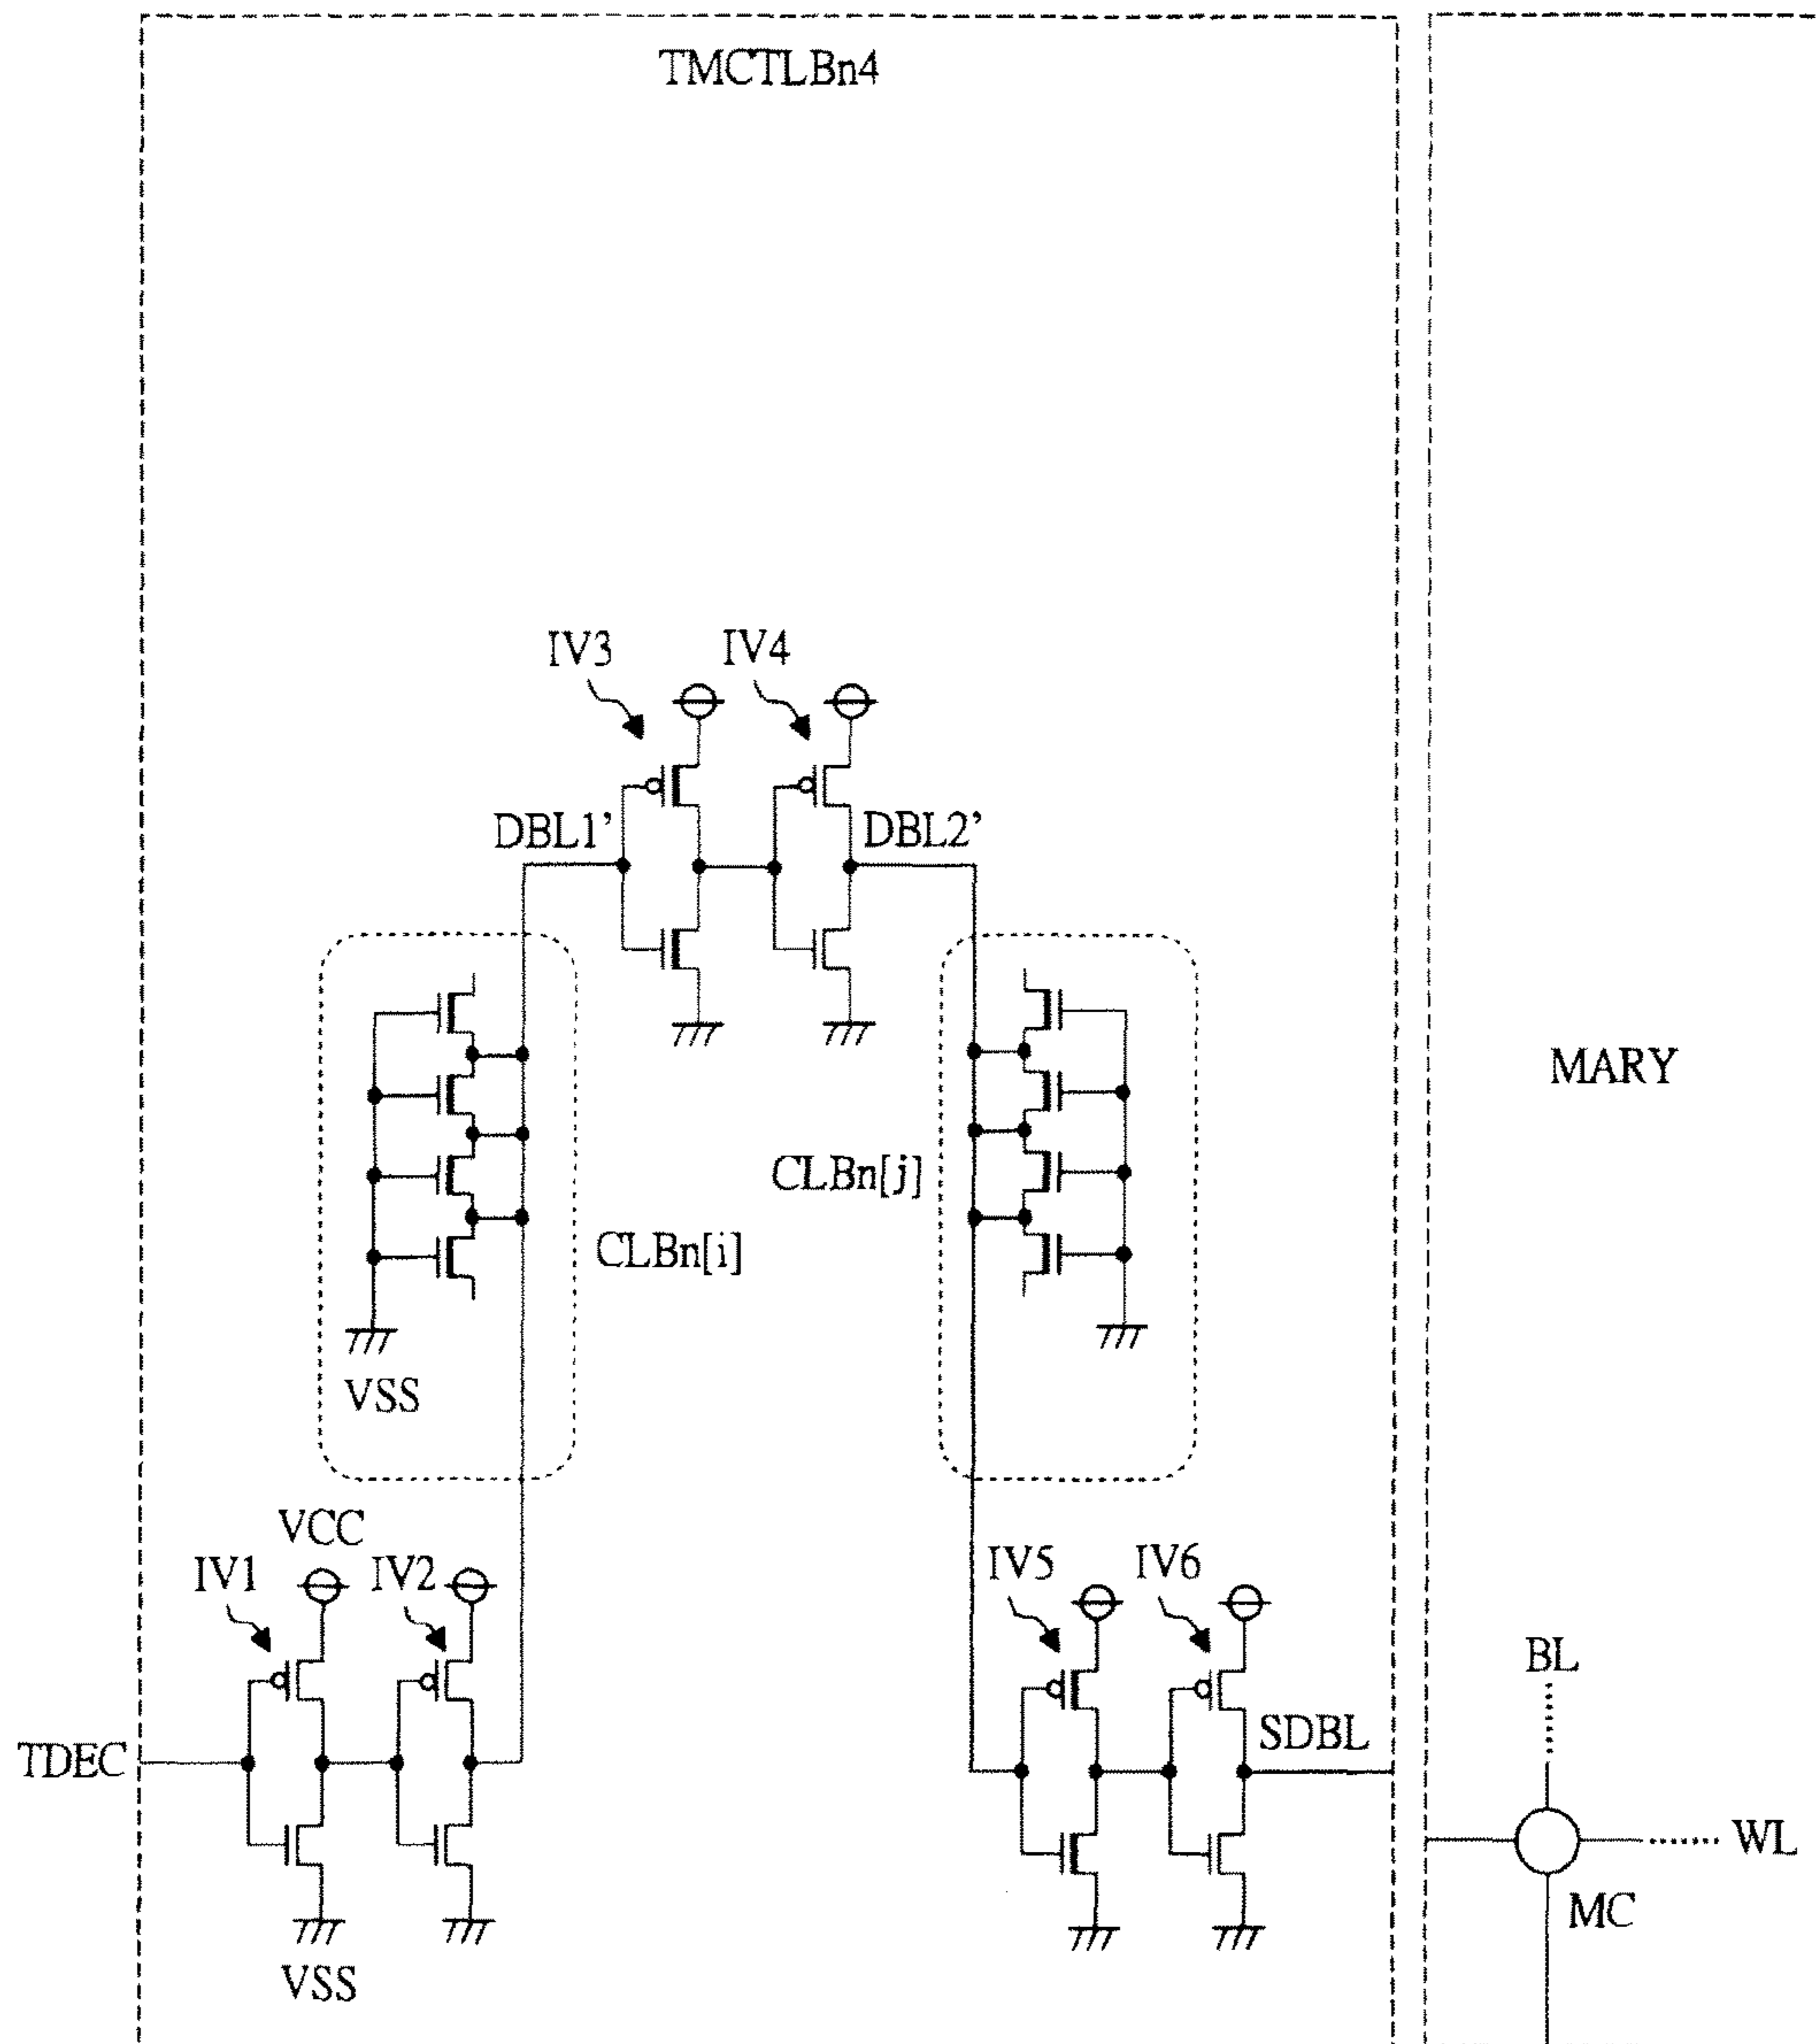 TMCTLBn4
IV3
IV4
DBL1’
DBL2’
MARY
CLBn[j]
CLBn[i]
VSS
VCC
IV1
IV2
IV5
IV6
BL
SDBL
TDEC
WL
MC
VSS